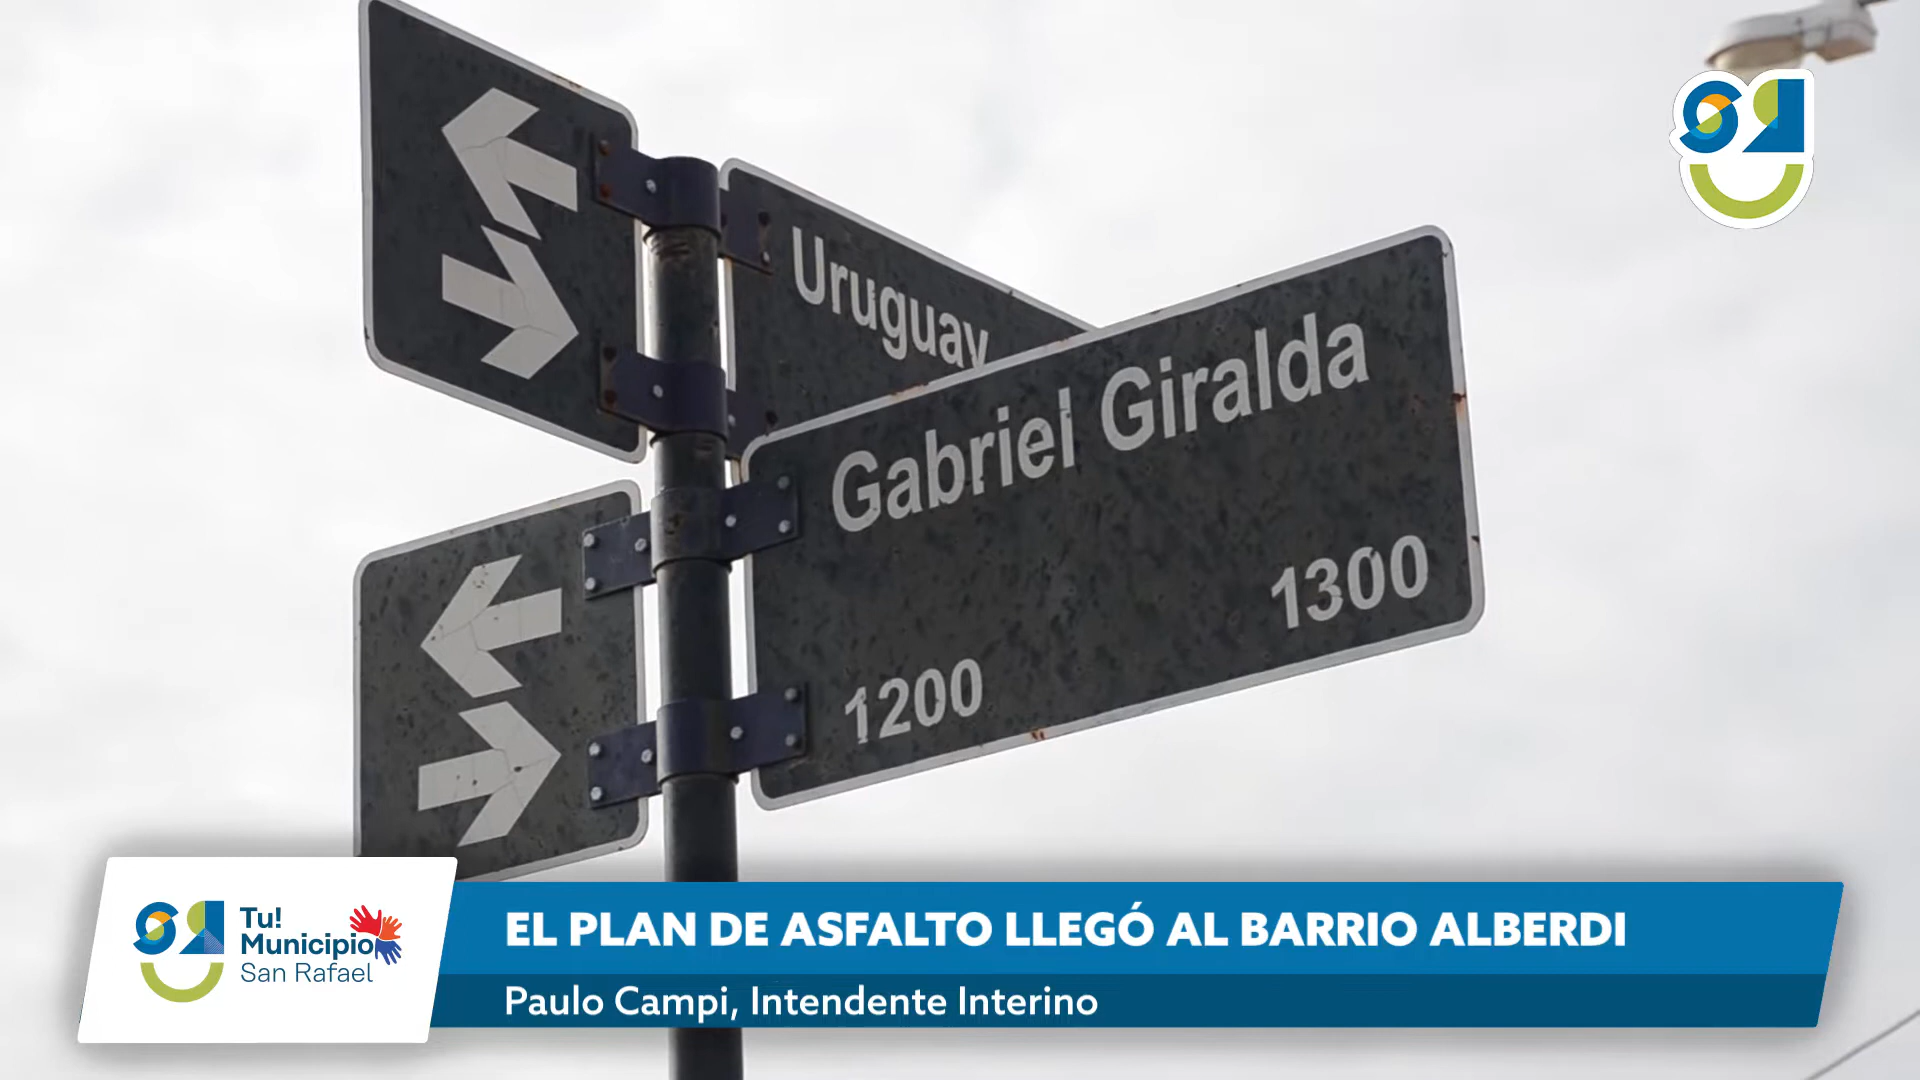 Uruguay
Gabriel Giralda
1300
1200
Tu!
Municipio
San Rafael
EL PLAN DE ASFALTO LLEGÓ AL BARRIO ALBERDI
Paulo Campi, Intendente Interino